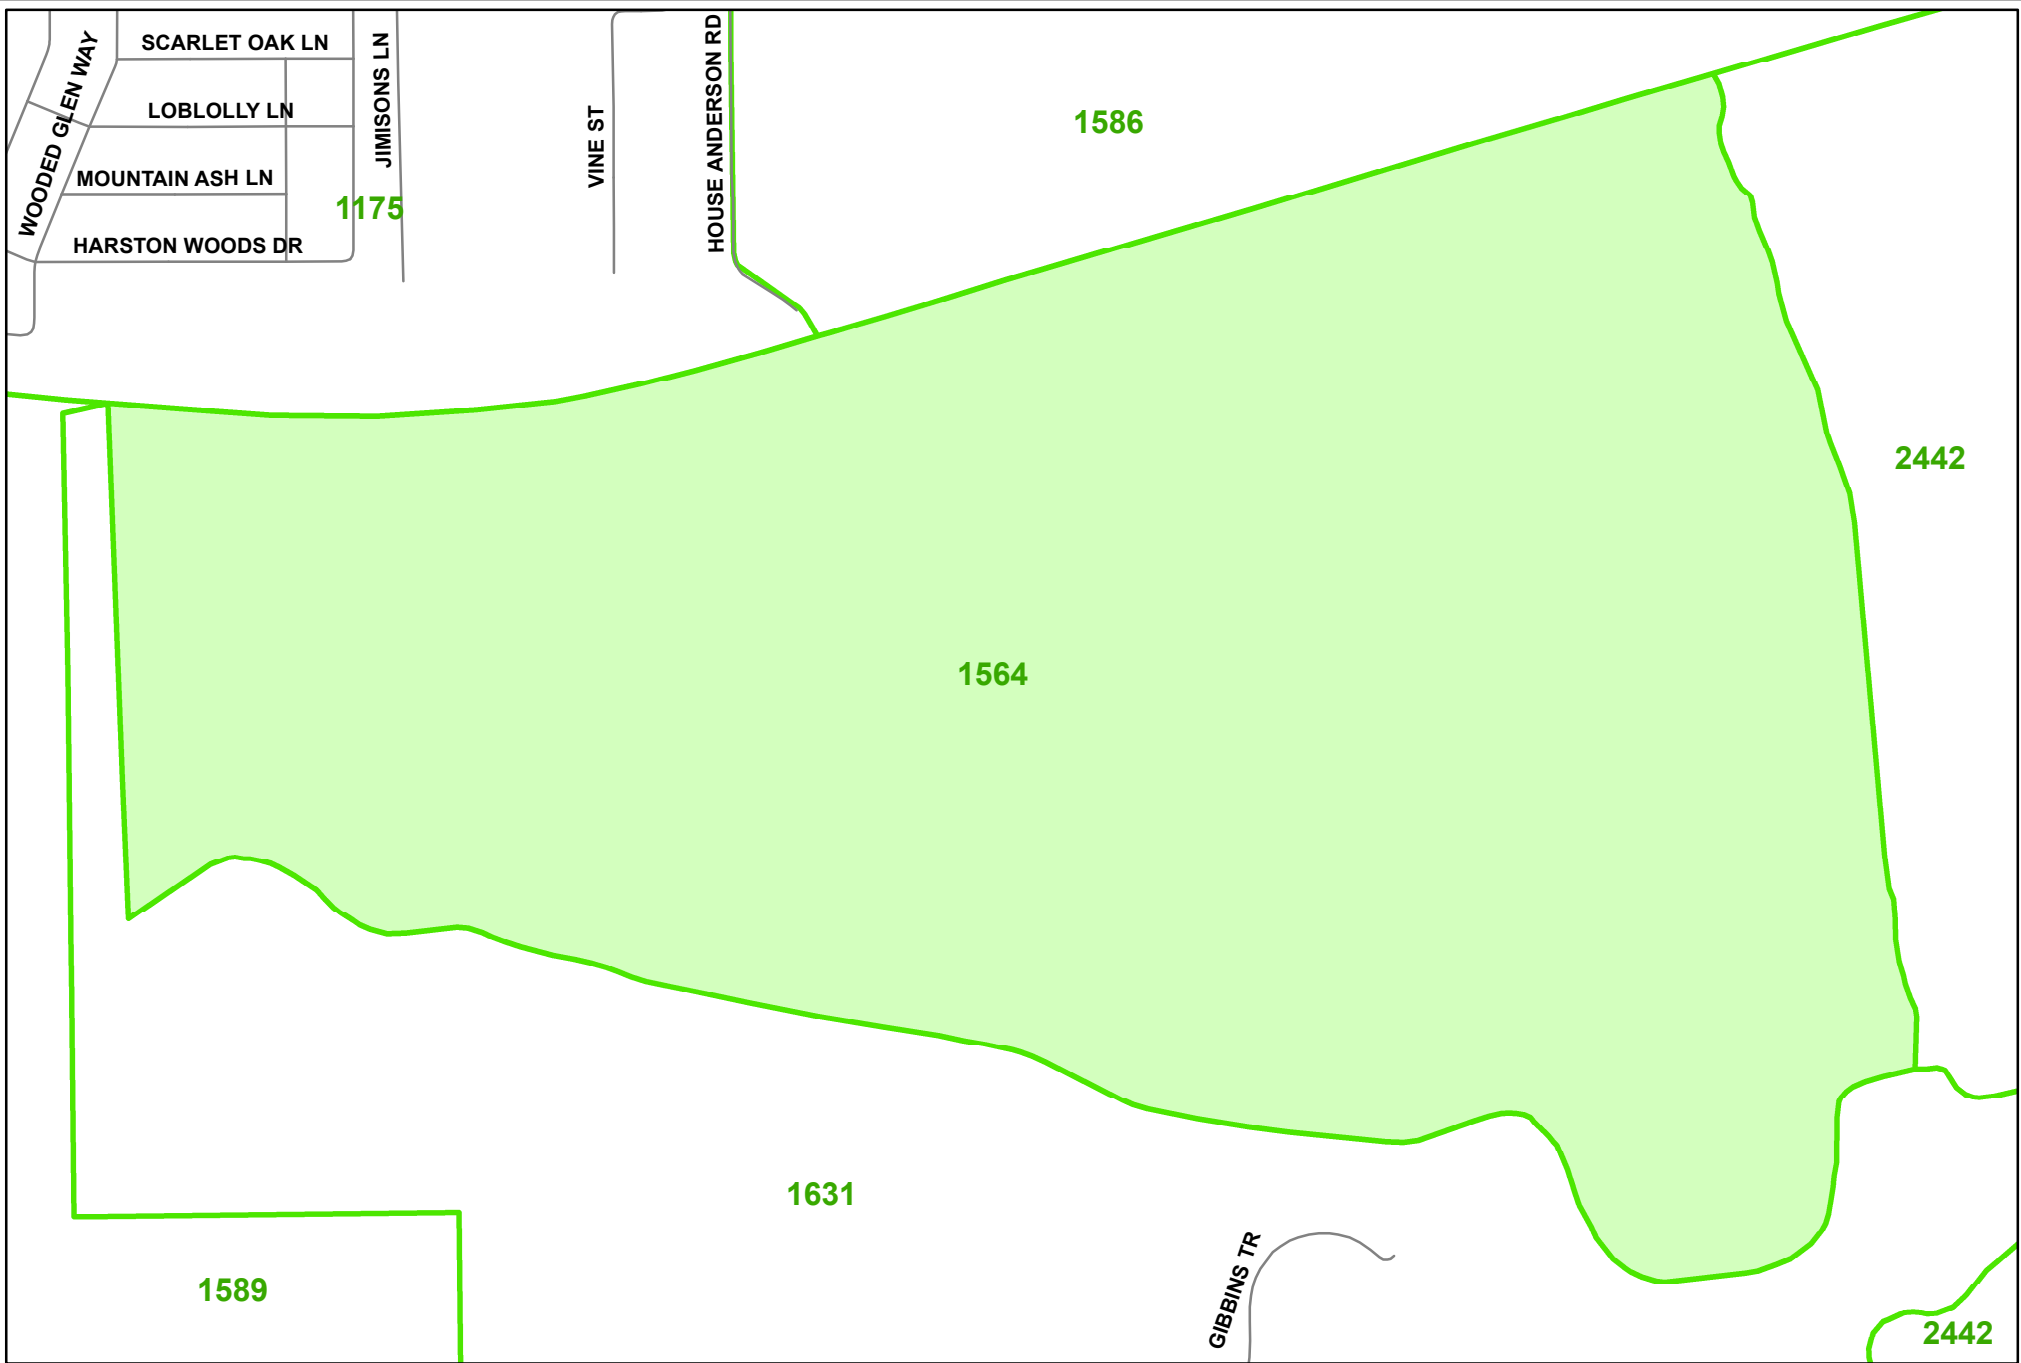 SCARLET OAK LN
WOODED GLEN WAY
JIMISONS LN
HOUSE ANDERSON RD
LOBLOLLY LN
VINE ST
1586
MOUNTAIN ASH LN
1175
HARSTON WOODS DR
2442
1564
1631
1589
GIBBINS TR
2442